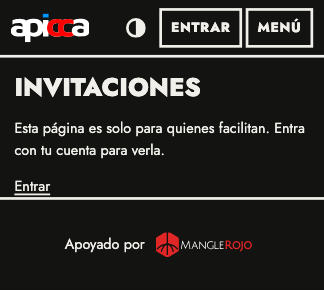 apicca
ENTRAR
MENÚ
INVITACIONES
Esta página es solo para quienes facilitan. Entra
con tu cuenta para verla.
Entrar
Apoyado por MANGLEROJO